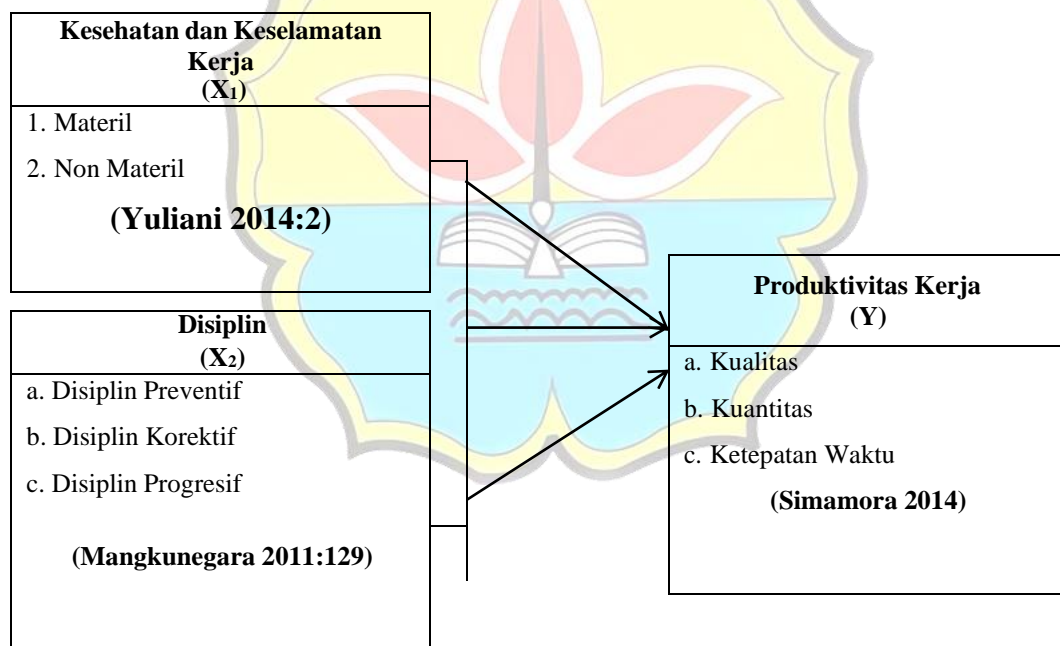 Kesehatan dan Keselamatan
Kerja
(X₁)
1. Materil
2. Non Materil
(Yuliani 2014:2)
Disiplin
(X₂)
a. Disiplin Preventif
b. Disiplin Korektif
c. Disiplin Progresif
(Mangkunegara 2011:129)
Produktivitas Kerja
(Y)
a. Kualitas
b. Kuantitas
c. Ketepatan Waktu
(Simamora 2014)